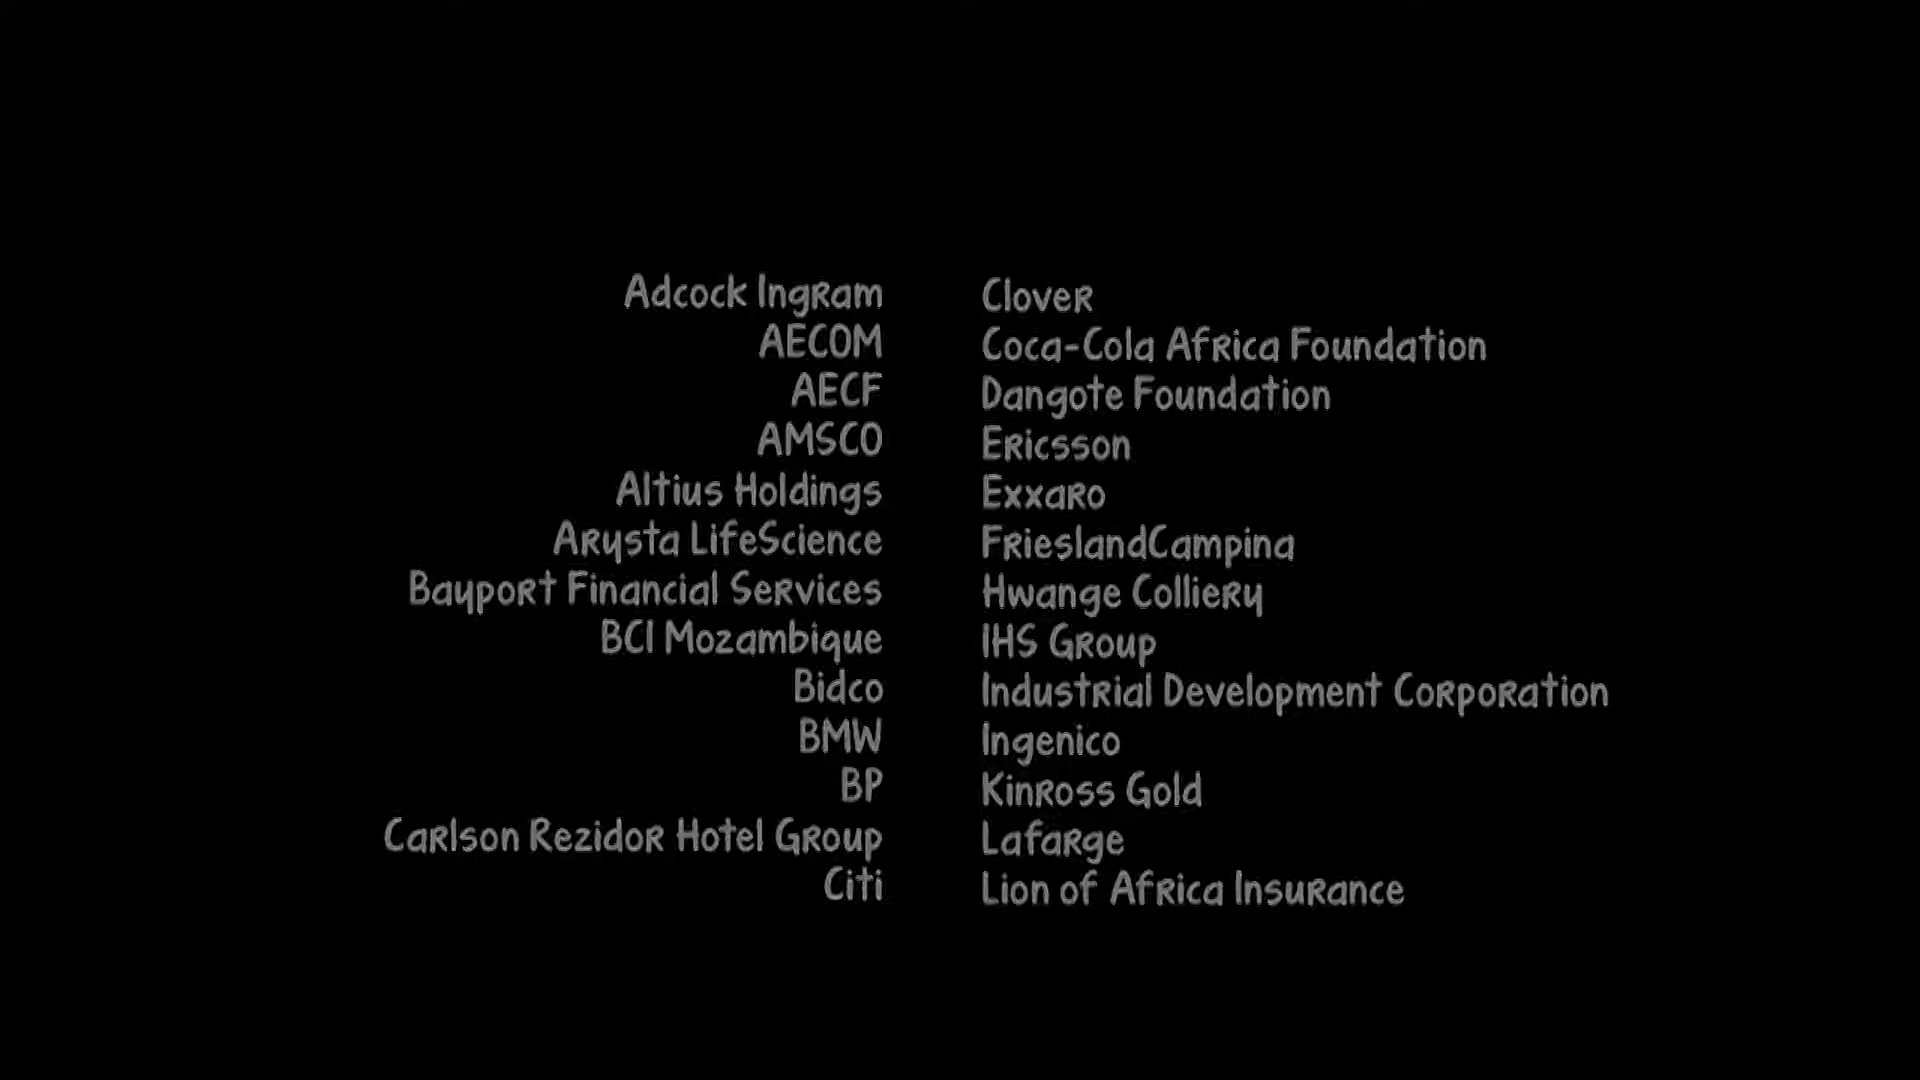 Adcock Ingram
AECOM
AECF
AMSCO
Altius Holdings
Arysta LifeScience
Bayport Financial Services
BCI Mozambique
Bidco
BMW
BP
Carlson Rezidor Hotel Group
Citi
Clover
Coca-Cola Africa Foundation
Dangote Foundation
Ericsson
Exxaro
FrieslandCampina
Hwange Colliery
IHS Group
Industrial Development Corporation
Ingenico
Kinross Gold
Lafarge
Lion of Africa Insurance